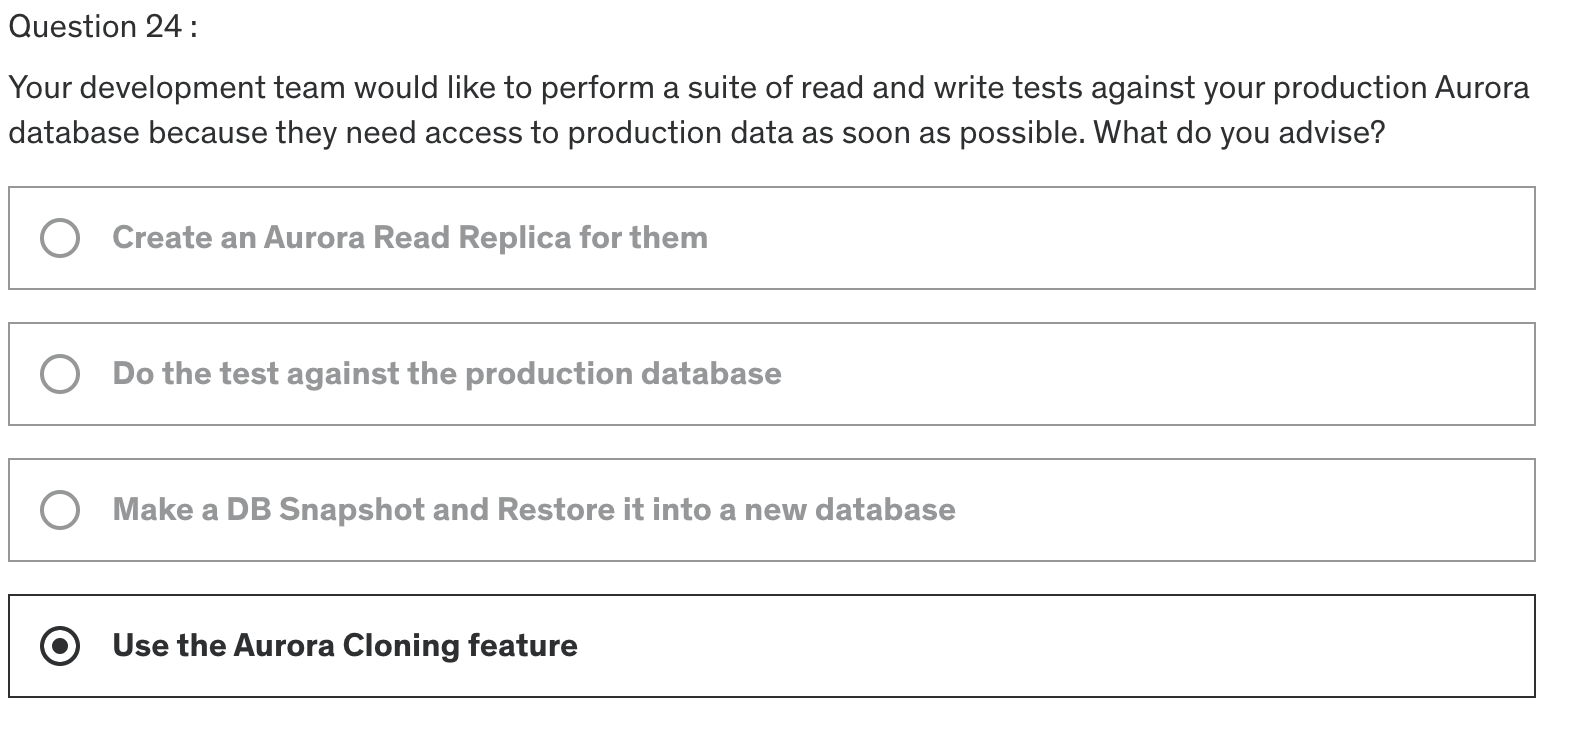 Question 24 :
Your development team would like to perform a suite of read and write tests against your production Aurora
database because they need access to production data as soon as possible. What do you advise?
Create an Aurora Read Replica for them
Do the test against the production database
Make a DB Snapshot and Restore it into a new database
Use the Aurora Cloning feature